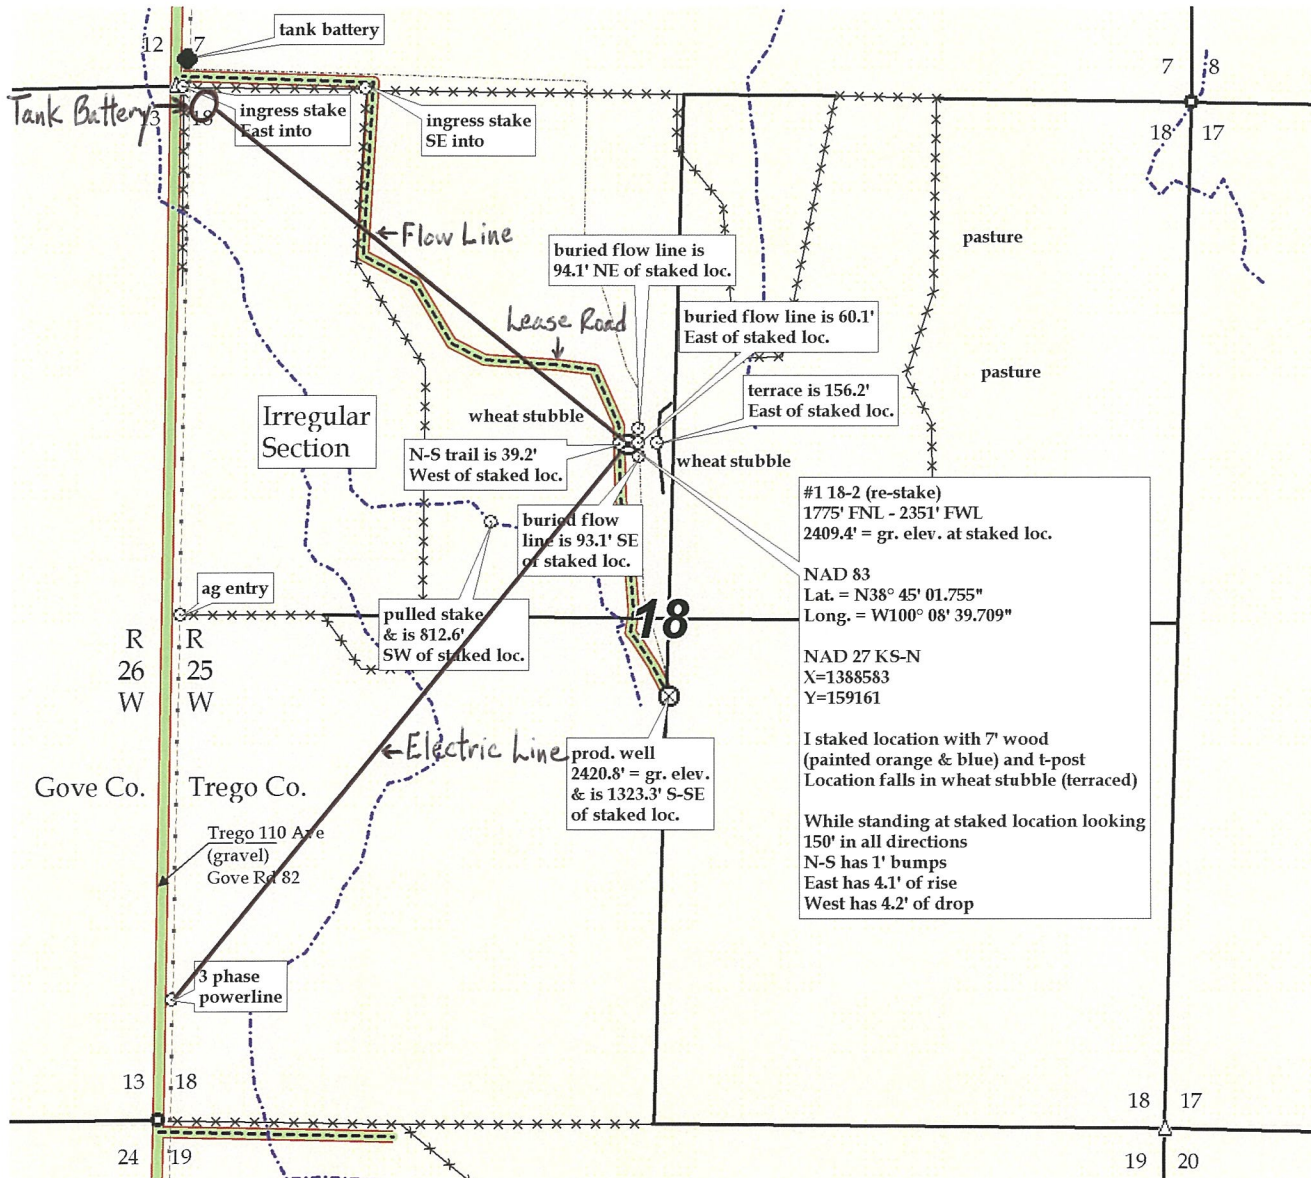 tank battery
12
7
7
8
Tank Battery
13
18
ingress stake
East into
ingress stake
SE into
18
17
Flow Line
pasture
buried flow line is
94.1' NE of staked loc.
buried flow line is 60.1'
East of staked loc.
Lease Road
pasture
terrace is 156.2'
East of staked loc.
Irregular
Section
wheat stubble
N-S trail is 39.2'
West of staked loc.
wheat stubble
#1 18-2 (re-stake)
1775' FNL - 2351' FWL
2409.4' = gr. elev. at staked loc.
NAD 83
Lat. = N38° 45' 01.755"
Long. = W100° 08' 39.709"
NAD 27 KS-N
X=1388583
Y=159161
I staked location with 7' wood
(painted orange & blue) and t-post
Location falls in wheat stubble (terraced)
While standing at staked location looking
150' in all directions
N-S has 1' bumps
East has 4.1' of rise
West has 4.2' of drop
buried flow
line is 93.1' SE
of staked loc.
ag entry
pulled stake
& is 812.6'
SW of staked loc.
18
R
26
W
R
25
W
Electric Line
prod. well
2420.8' = gr. elev.
& is 1323.3' S-SE
of staked loc.
Gove Co.
Trego Co.
Trego 110 Ave
(gravel)
Gove Rd 82
3 phase
powerline
13
18
18
17
24
19
19
20